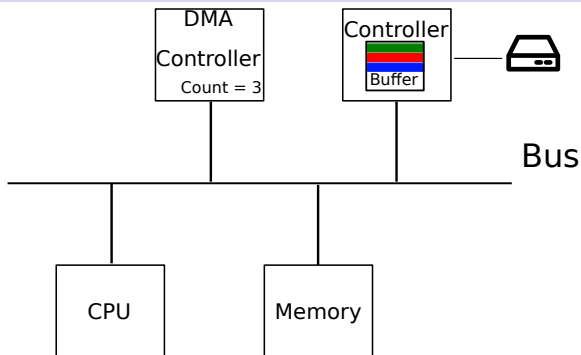 DMA
Controller
Count = 3
Controller
Buffer
Bus
CPU
Memory